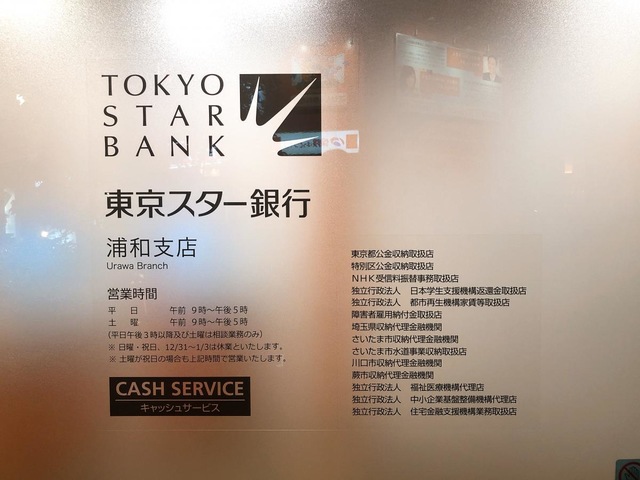 TOKYO
STAR
BANK
東京スター銀行
浦和支店
Urawa Branch
営業時間
平　日　　午前 9時～午後5時
土　曜　　午前 9時～午後5時
（平日午後3時以降及び土曜は相談業務のみ）
※ 日曜・祝日、12/31～1/3は休業といたします。
※ 土曜が祝日の場合も上記時間で営業いたします。
CASH SERVICE
キャッシュサービス
東京都公金収納取扱店
特別区公金収納取扱店
NHK受信料振替事務取扱店
独立行政法人　日本学生支援機構返還金取扱店
独立行政法人　都市再生機構家賃等取扱店
障害者雇用納付金取扱店
埼玉県収納代理金融機関
さいたま市収納代理金融機関
さいたま市水道事業収納取扱店
川口市収納代理金融機関
蕨市収納代理金融機関
独立行政法人　福祉医療機構代理店
独立行政法人　中小企業基盤整備機構代理店
独立行政法人　住宅金融支援機構業務取扱店